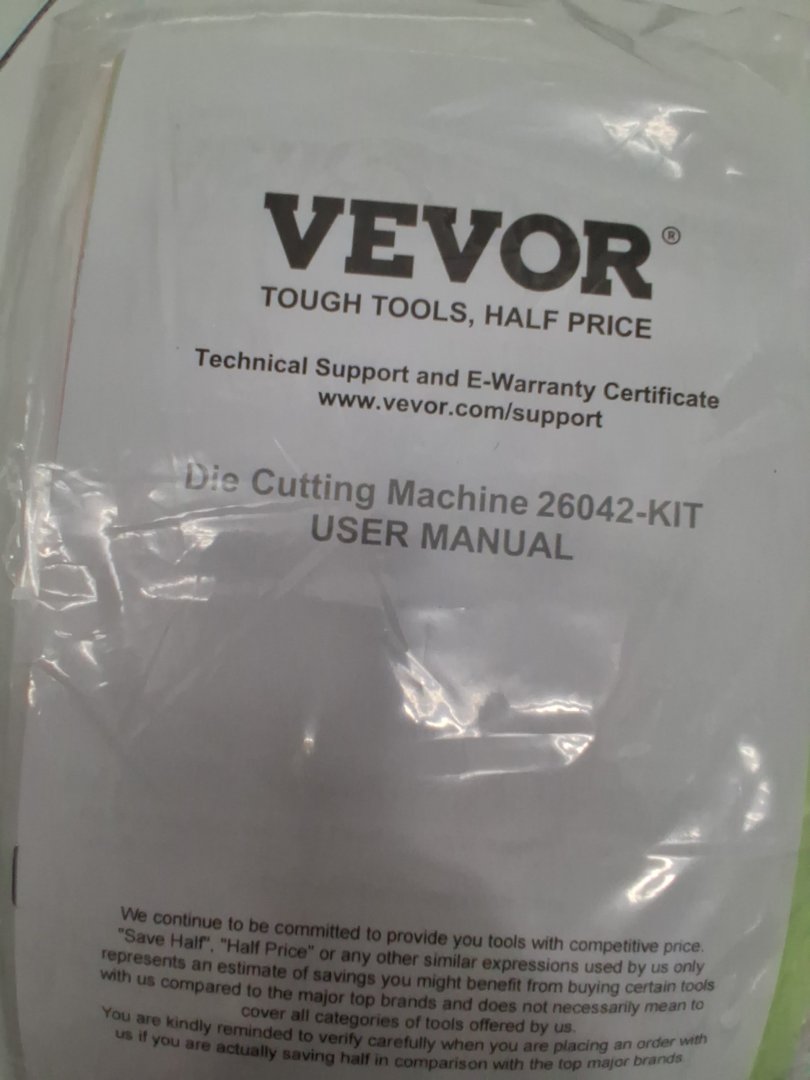 VEVOR®
TOUGH TOOLS, HALF PRICE
Technical Support and E-Warranty Certificate
www.vevor.com/support
Die Cutting Machine 26042-KIT
USER MANUAL
We continue to be committed to provide you tools with competitive price.
"Save Half", "Half Price" or any other similar expressions used by us only
represents an estimate of savings you might benefit from buying certain tools
with us compared to the major top brands and does not necessarily mean to
cover all categories of tools offered by us.
You are kindly reminded to verify carefully when you are placing an order with
us if you are actually saving half in comparison with the top major brands.